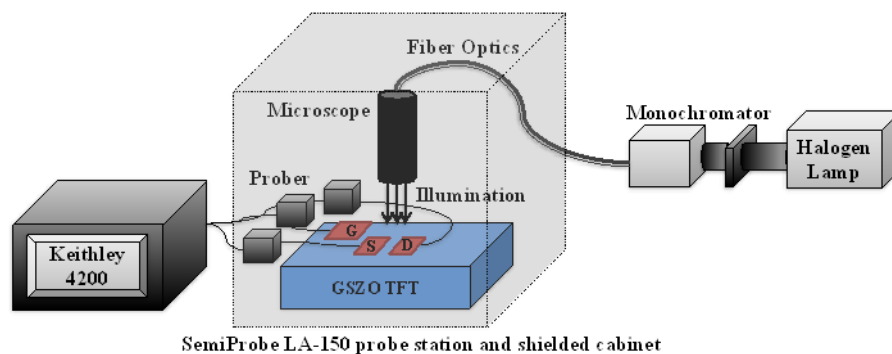 Fiber Optics
Microscope
Monochromator
Halogen
Lamp
Prober
Illumination
G
S
D
Keithley
4200
GSZO TFT
SemiProbe LA-150 probe station and shielded cabinet